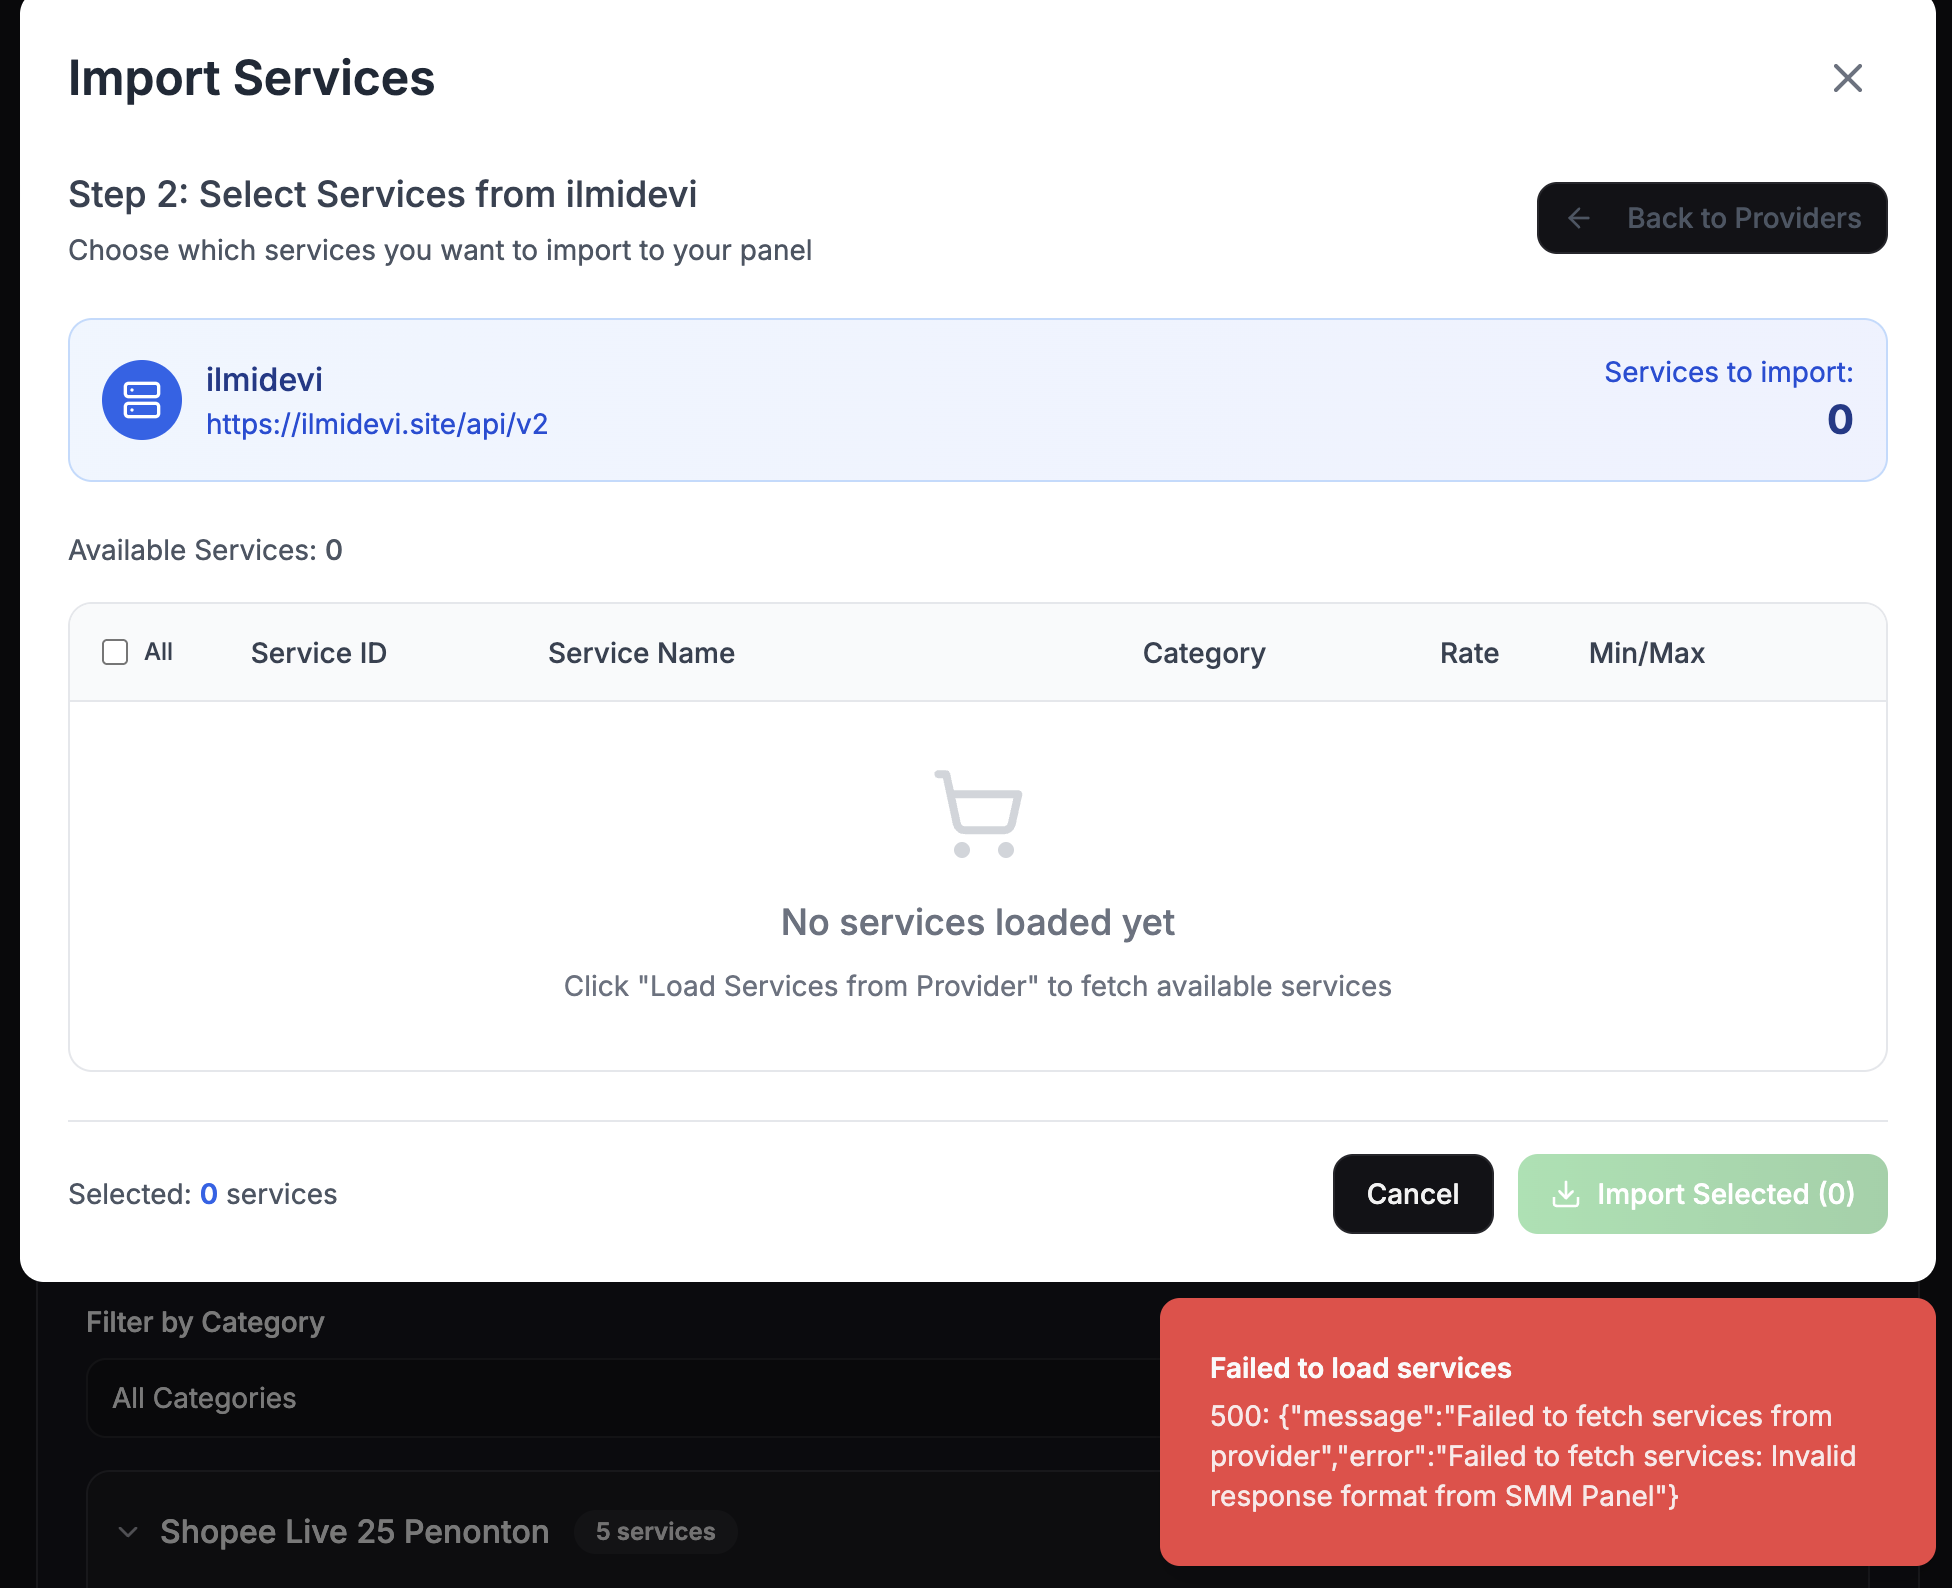 Import Services
Step 2: Select Services from ilmidevi
Choose which services you want to import to your panel
Back to Providers
ilmidevi
https://ilmidevi.site/api/v2
Services to import:
0
Available Services: 0
All
Service ID
Service Name
Category
Rate
Min/Max
No services loaded yet
Click "Load Services from Provider" to fetch available services
Selected: 0 services
Cancel
Import Selected (0)
Filter by Category
All Categories
Shopee Live 25 Penonton
5 services
Failed to load services
500: {"message":"Failed to fetch services from
provider","error":"Failed to fetch services: Invalid
response format from SMM Panel"}